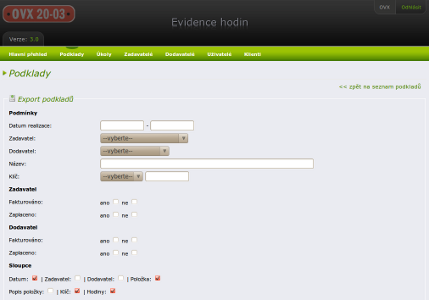 OVX 20-03
OVX Odhlásit
Evidence hodin
Verze: 3.8
Hlavní přehled Podklady Úkoly Zadavatelé Dodavatelé Uživatelé Klienti
Podklady
<< zpět na seznam podkladů
Export podkladů
Podmínky
Datum realizace: -
Zadavatel: --vyberte--
Dodavatel: --vyberte--
Název:
Klíč: --vyberte--
Zadavatel
Fakturováno: ano ne
Zaplaceno: ano ne
Dodavatel
Fakturováno: ano ne
Zaplaceno: ano ne
Sloupce
Datum: | Zadavatel: | Dodavatel: | Položka:
Popis položky: | Klíč: | Hodiny: